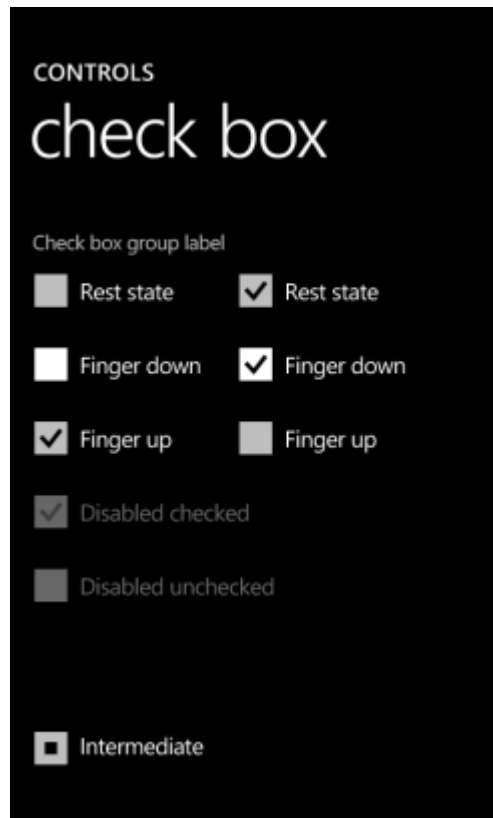 CONTROLS
check box
Check box group label
Rest state Rest state
Finger down Finger down
Finger up Finger up
Disabled checked
Disabled unchecked
Intermediate